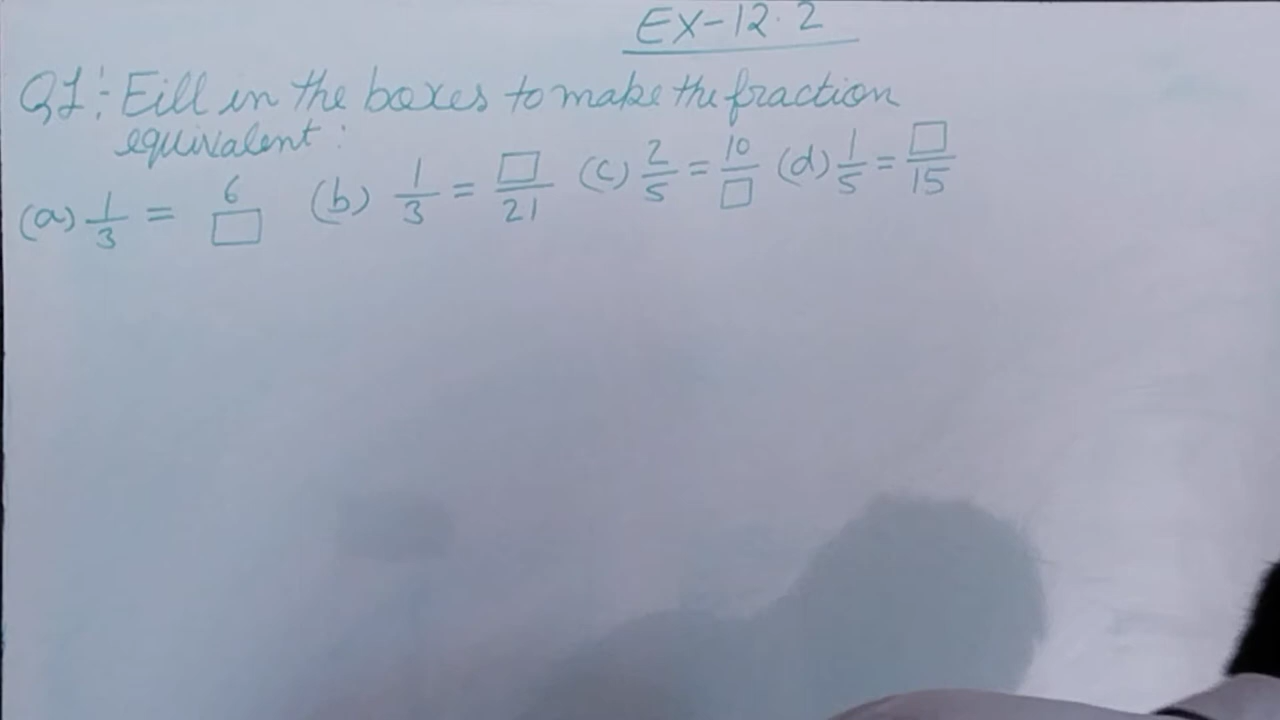 Ex-12.2
Q1:- Fill in the boxes to make the fraction
equivalent:
(a) 1/3 = 6/□ (b) 1/3 = □/21 (c) 2/5 = 10/□ (d) 1/5 = □/15